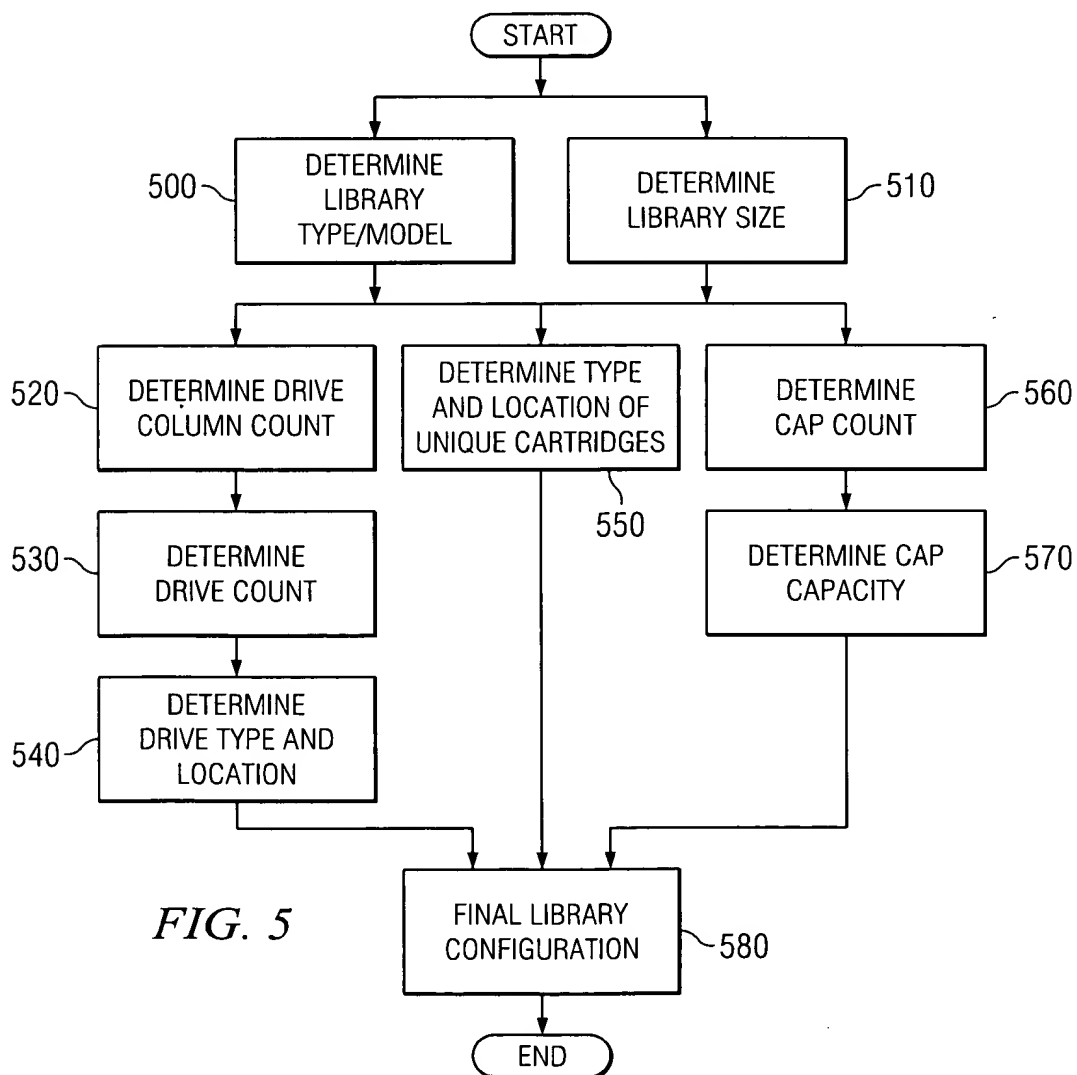 START
500
DETERMINE
LIBRARY
TYPE/MODEL
DETERMINE
LIBRARY SIZE
510
520
DETERMINE DRIVE
COLUMN COUNT
DETERMINE TYPE
AND LOCATION OF
UNIQUE CARTRIDGES
550
DETERMINE
CAP COUNT
560
530
DETERMINE
DRIVE COUNT
DETERMINE CAP
CAPACITY
570
540
DETERMINE
DRIVE TYPE AND
LOCATION
FIG. 5
FINAL LIBRARY
CONFIGURATION
580
END